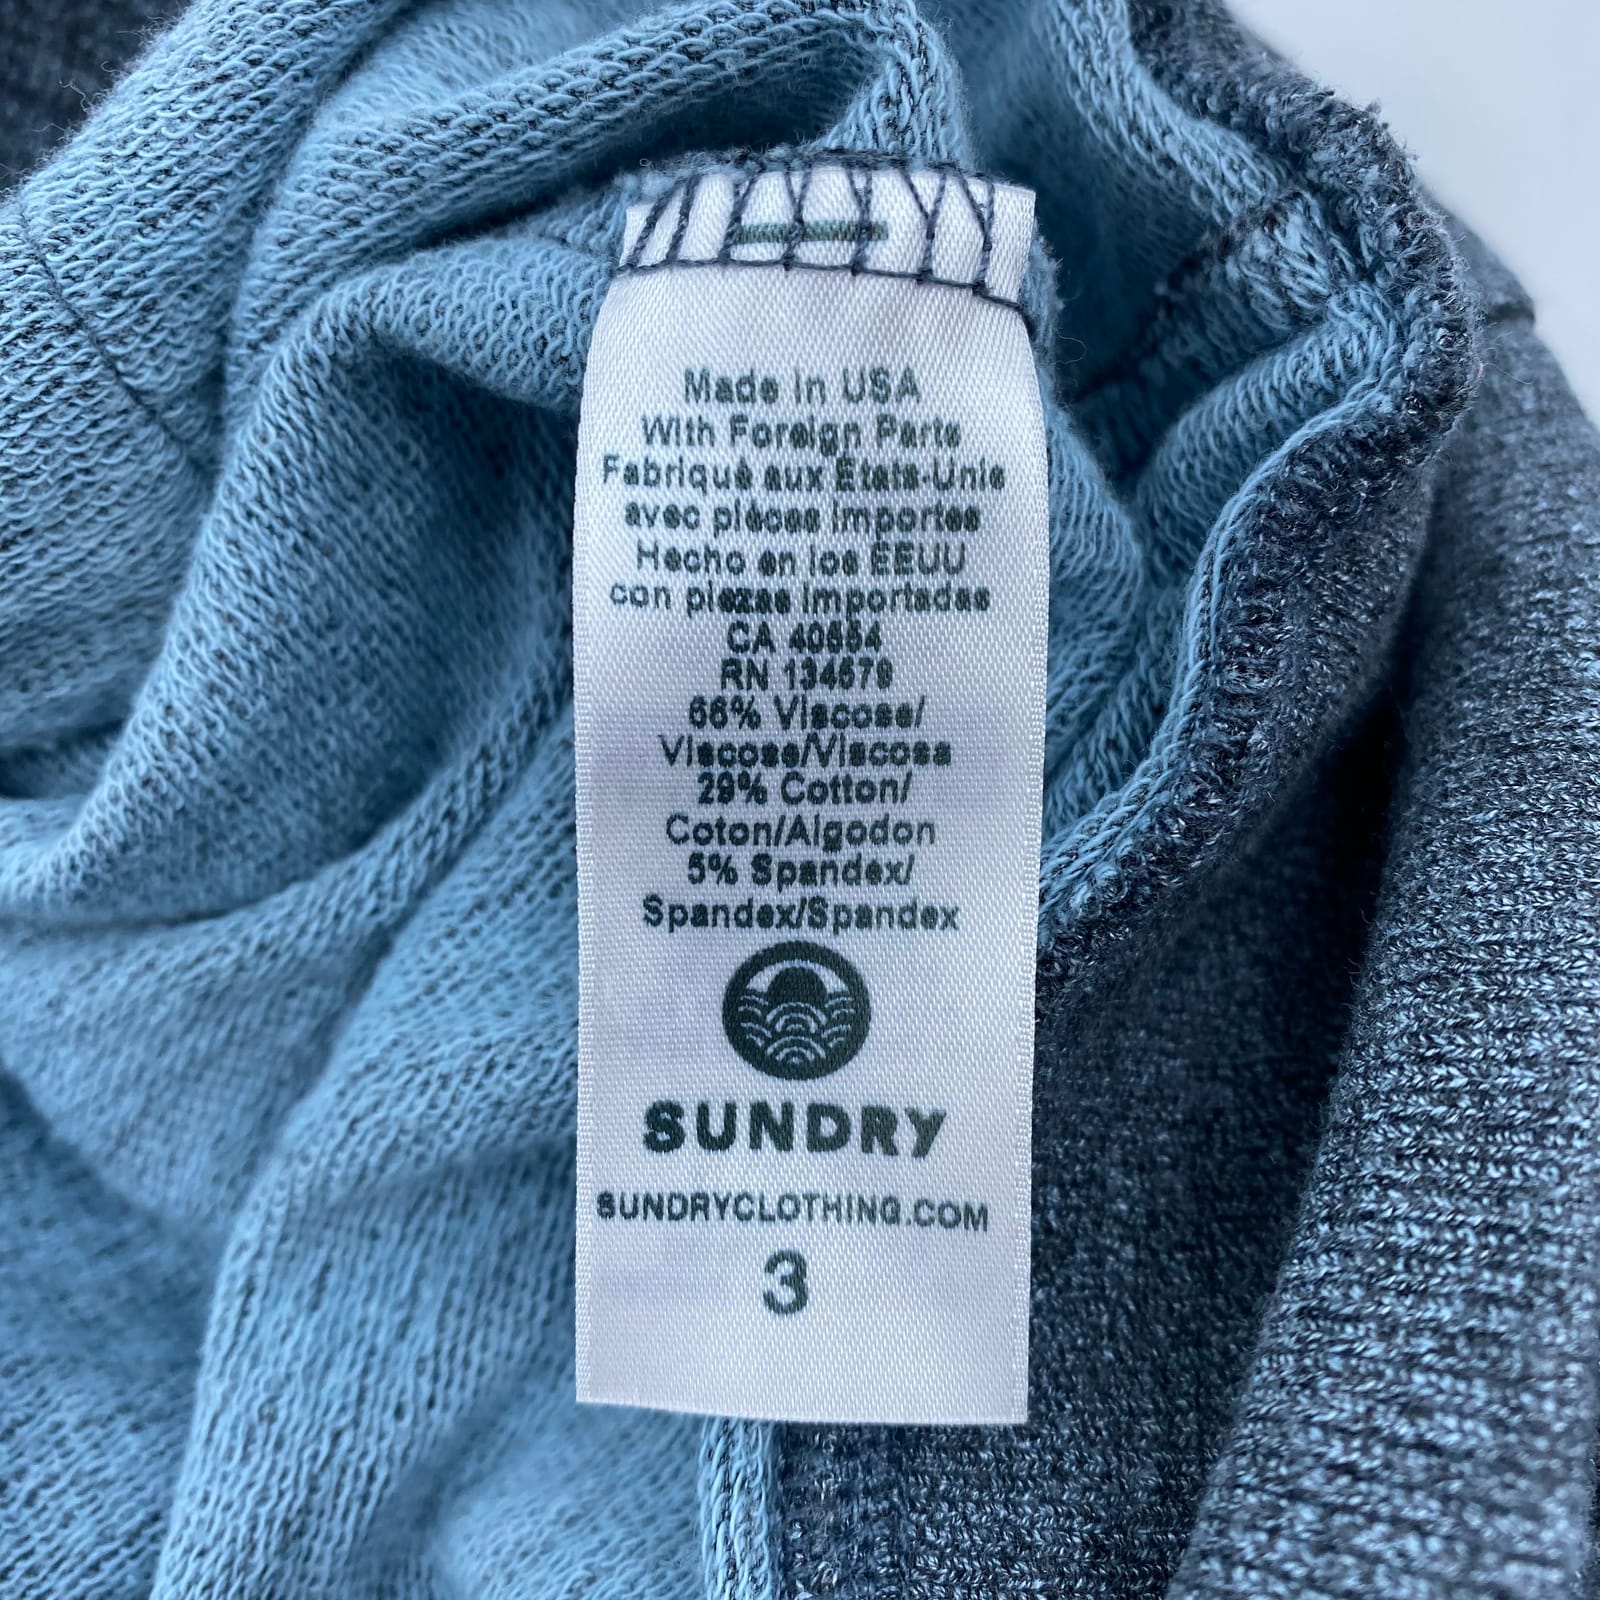 Made In USA
With Foreign Parts
Fabriqué aux États-Unis
avec pièces importes
Hecho en los EEUU
con piezas importadas
CA 40554
RN 134579
66% Viscose/
Viscose/Viscosa
29% Cotton/
Coton/Algodon
5% Spandex/
Spandex/Spandex
SUNDRY
SUNDRYCLOTHING.COM
3